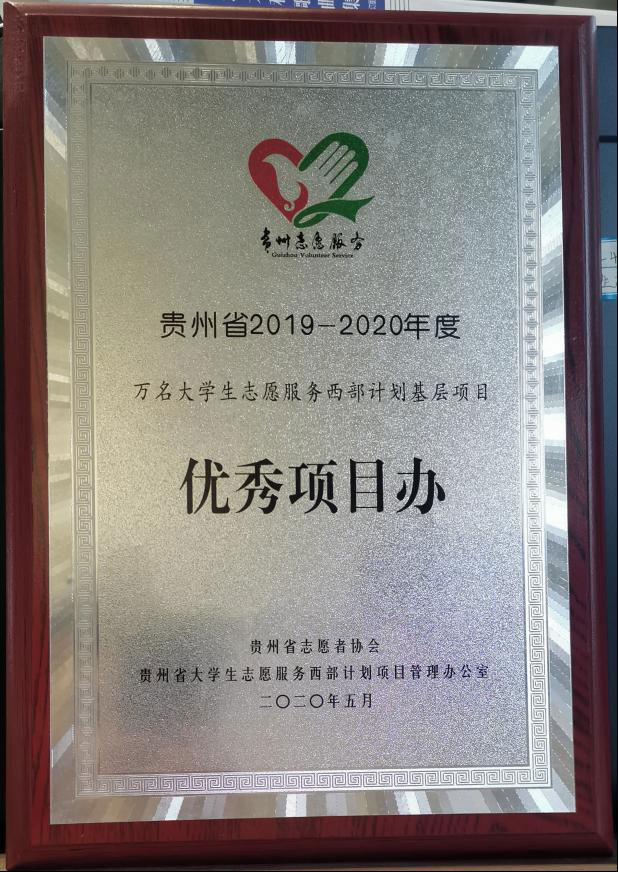 贵州志愿服务
Guizhou Volunteer Service
贵州省2019-2020年度
万名大学生志愿服务西部计划基层项目
优秀项目办
贵州省志愿者协会
贵州省大学生志愿服务西部计划项目管理办公室
二〇二〇年五月